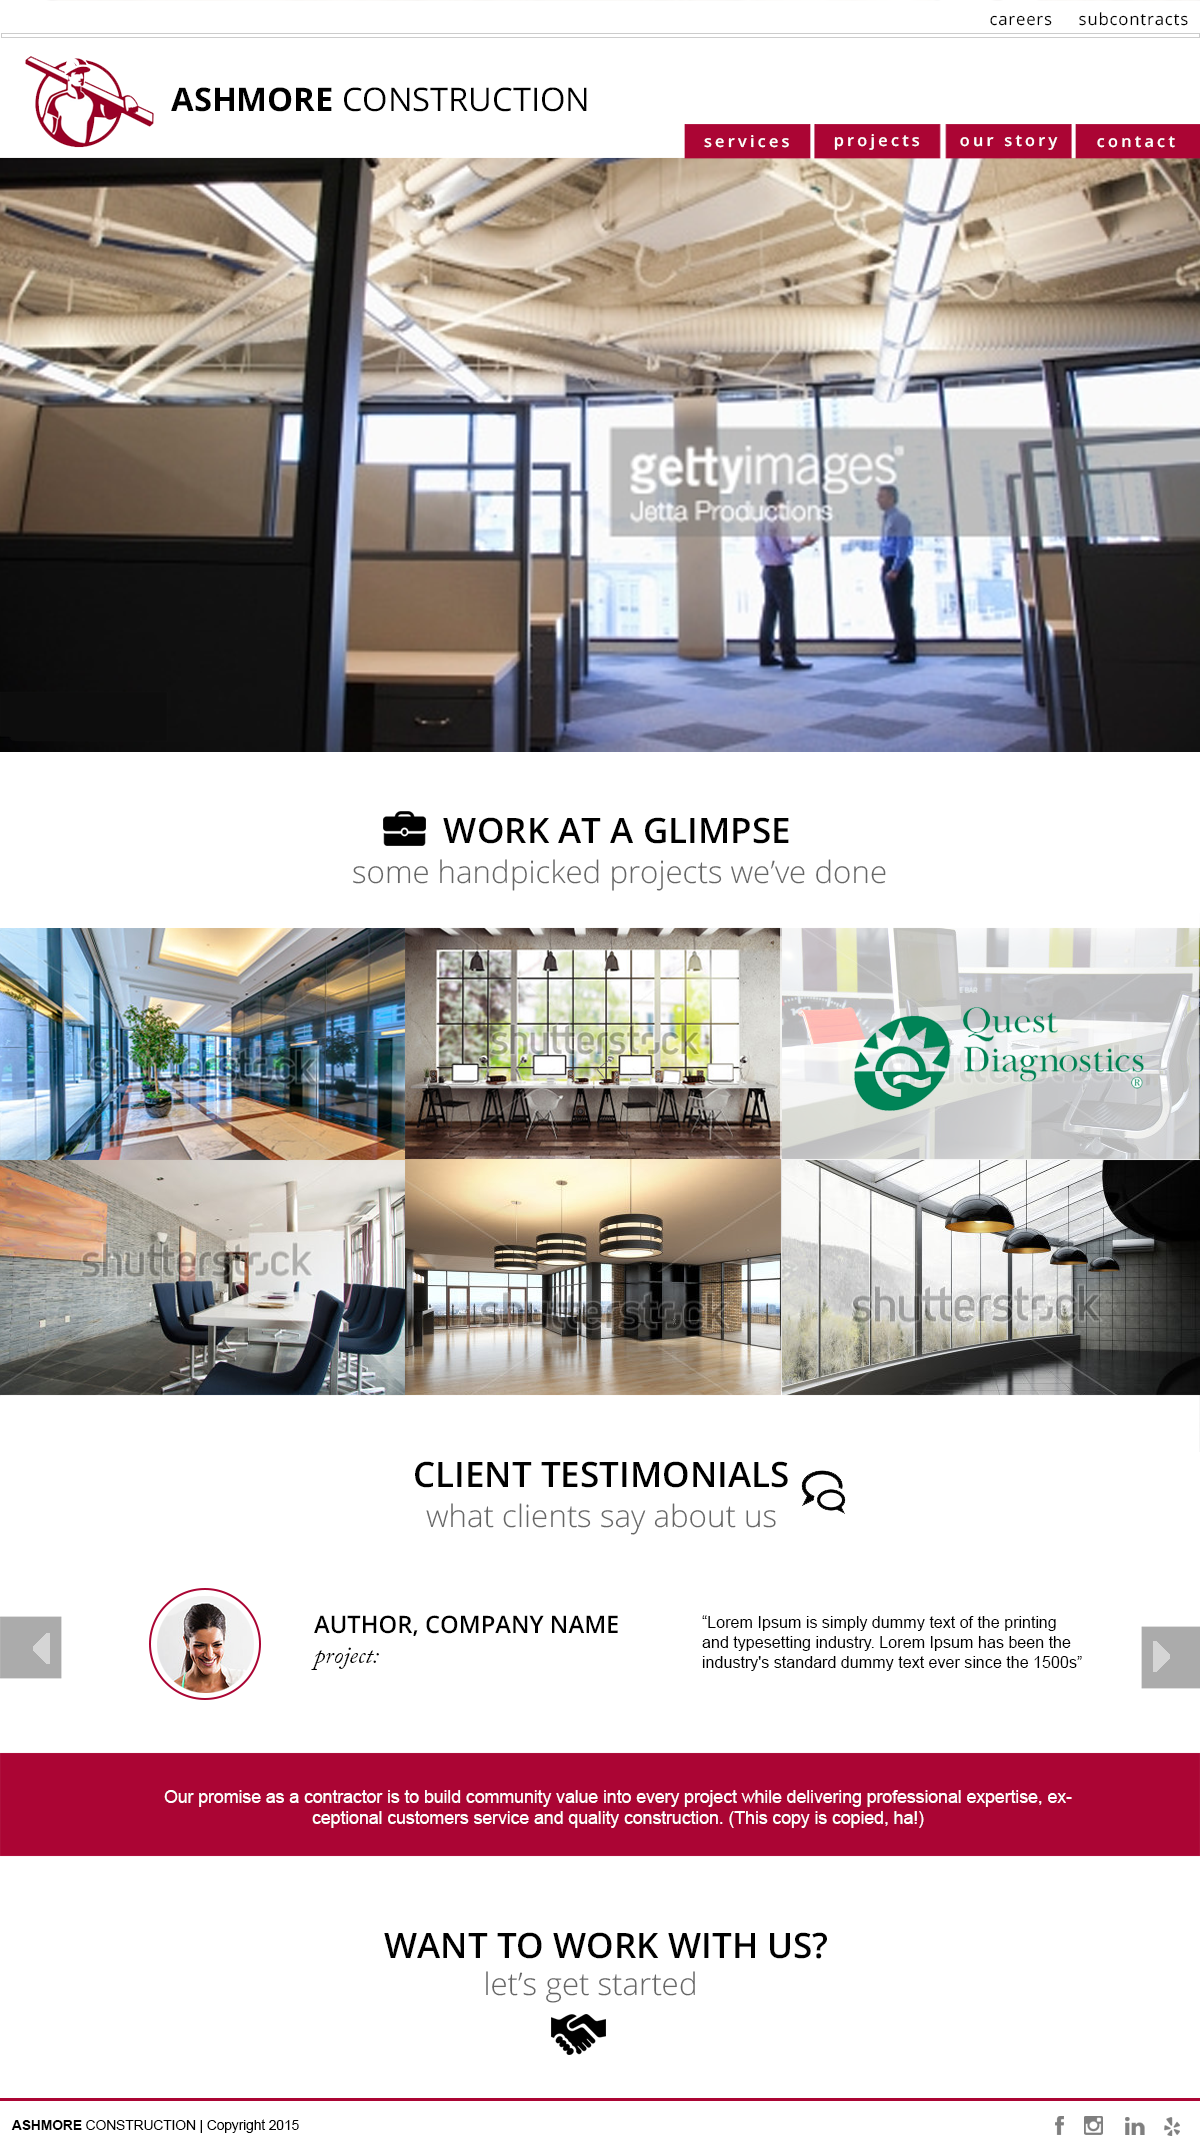 careers subcontracts
ASHMORE CONSTRUCTION
services projects our story contact
gettyimages®
Jetta Productions
WORK AT A GLIMPSE
some handpicked projects we've done
shutterstock
shutterstock
Quest
Diagnostics
®
shutterstock
shutterstock
shutterstock
CLIENT TESTIMONIALS
what clients say about us
AUTHOR, COMPANY NAME
project:
“Lorem Ipsum is simply dummy text of the printing
and typesetting industry. Lorem Ipsum has been the
industry's standard dummy text ever since the 1500s”
Our promise as a contractor is to build community value into every project while delivering professional expertise, ex-
ceptional customers service and quality construction. (This copy is copied, ha!)
WANT TO WORK WITH US?
let's get started
ASHMORE CONSTRUCTION | Copyright 2015